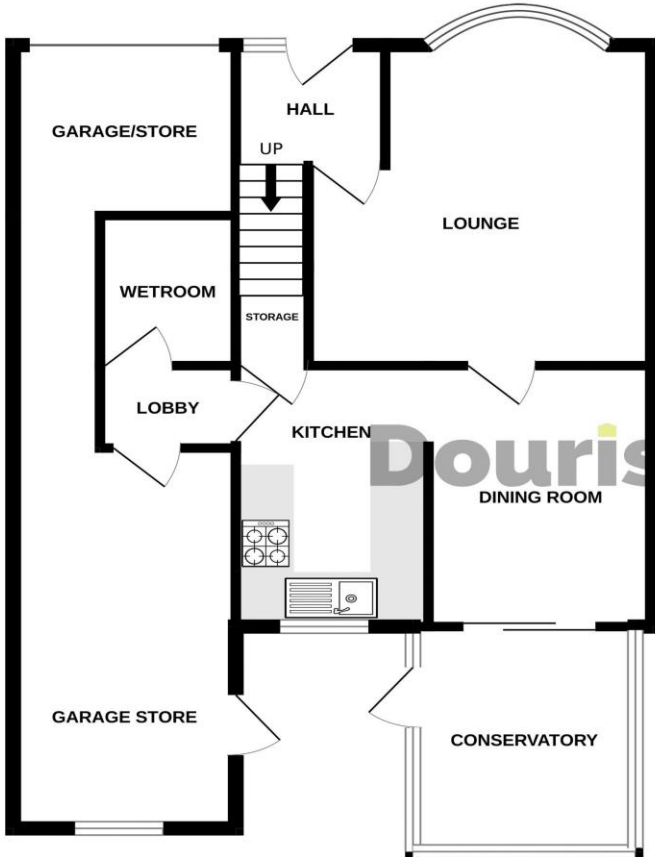 GARAGE/STORE
HALL
UP
LOUNGE
WETROOM
STORAGE
LOBBY
KITCHEN
Douris
DINING ROOM
GARAGE STORE
CONSERVATORY